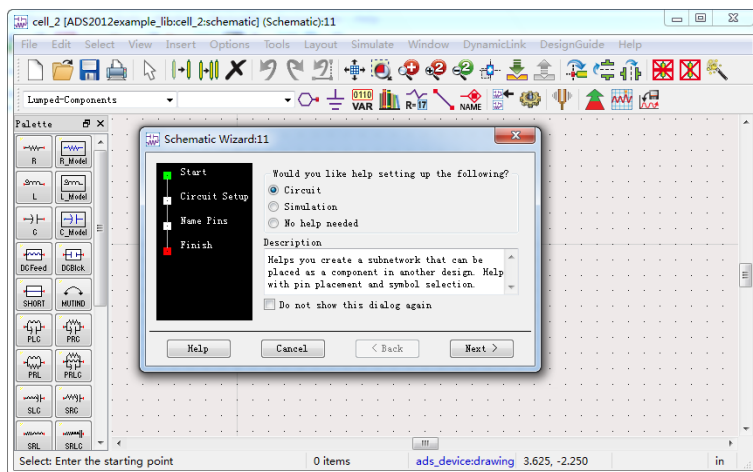 cell_2 [ADS2012example_lib:cell_2:schematic] (Schematic):11
File Edit Select View Insert Options Tools Layout Simulate Window DynamicLink DesignGuide Help
Lumped-Components
0110
VAR
R=17
NAME
Palette
R
R_Model
L
L_Model
C
C_Model
DCFeed
DCBlck
SHORT
MUTIND
PLC
PRC
PRL
PRLC
SLC
SRC
SRL
SRLC
Schematic Wizard:11
Start
Circuit Setup
Name Pins
Finish
Would you like help setting up the following?
Circuit
Simulation
No help needed
Description
Helps you create a subnetwork that can be
placed as a component in another design. Help
with pin placement and symbol selection.
Do not show this dialog again
Help
Cancel
< Back
Next >
Select: Enter the starting point
0 items
ads_device:drawing
3.625, -2.250
in